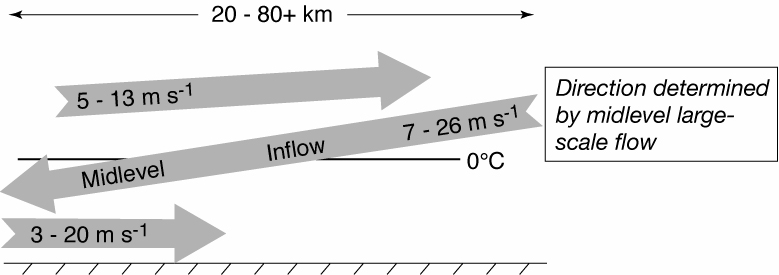 20 - 80+ km
5 - 13 m s⁻¹
Direction determined
by midlevel large-
scale flow
7 - 26 m s⁻¹
Inflow
Midlevel
0°C
3 - 20 m s⁻¹